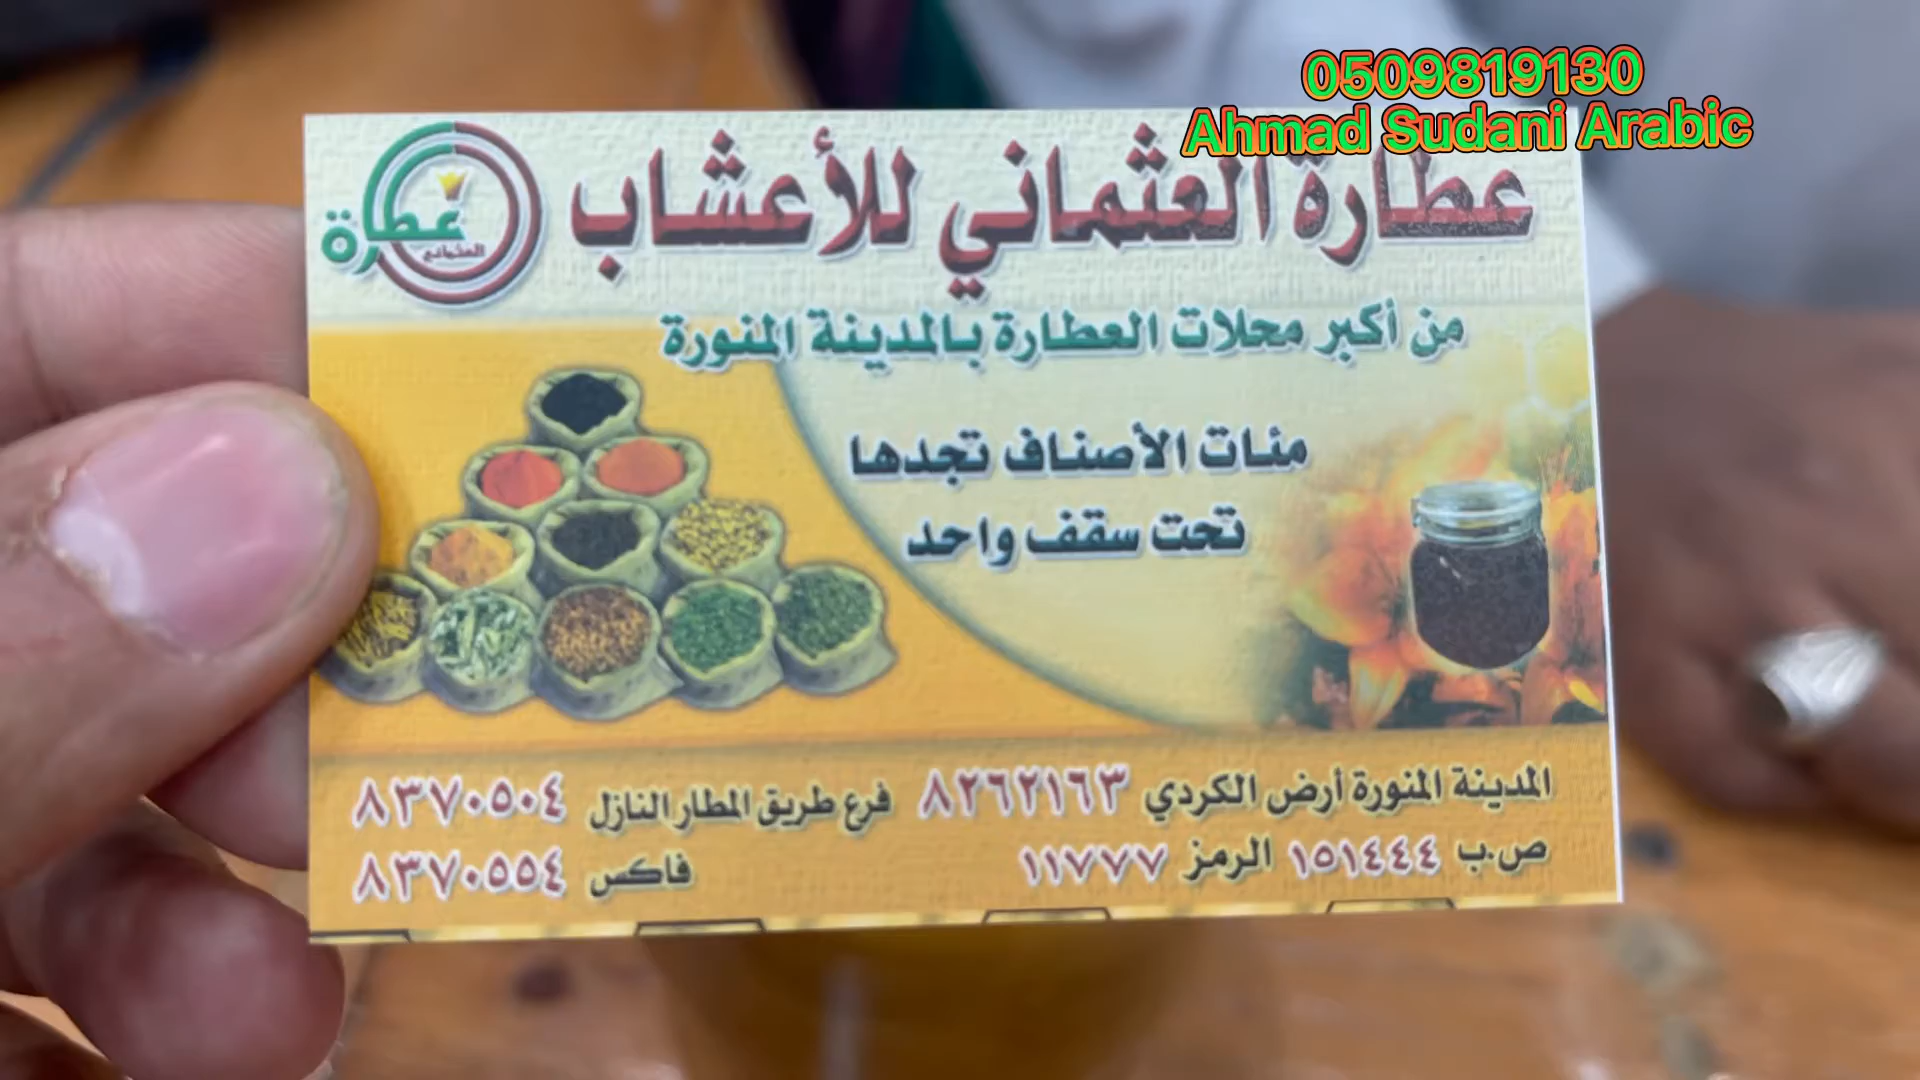 0509819130
Ahmad Sudani Arabic
عطارة العثماني للأعشاب
عطارة
العثماني
من أكبر محلات العطارة بالمدينة المنورة
مئات الأصناف تجدها
تحت سقف واحد
المدينة المنورة أرض الكردي ٨٢٦٢١٦٣ فرع طريق المطار النازل ٨٣٧٠٥٠٤
ص.ب ١٥١٤٤٤ الرمز ١١٧٧٧ فاكس ٨٣٧٠٥٥٤